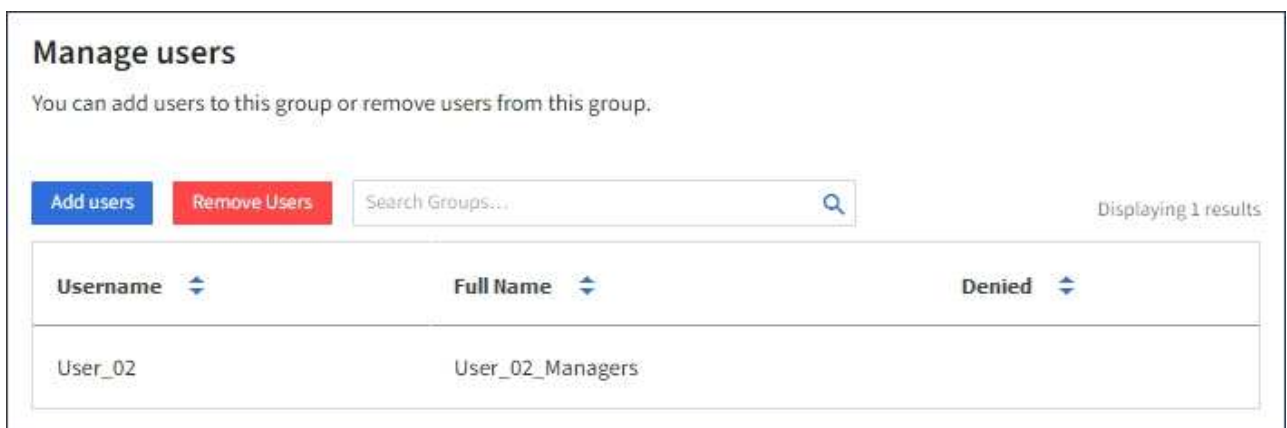 Manage users
You can add users to this group or remove users from this group.
Add users Remove Users Search Groups... Displaying 1 results
Username Full Name Denied
User_02 User_02_Managers